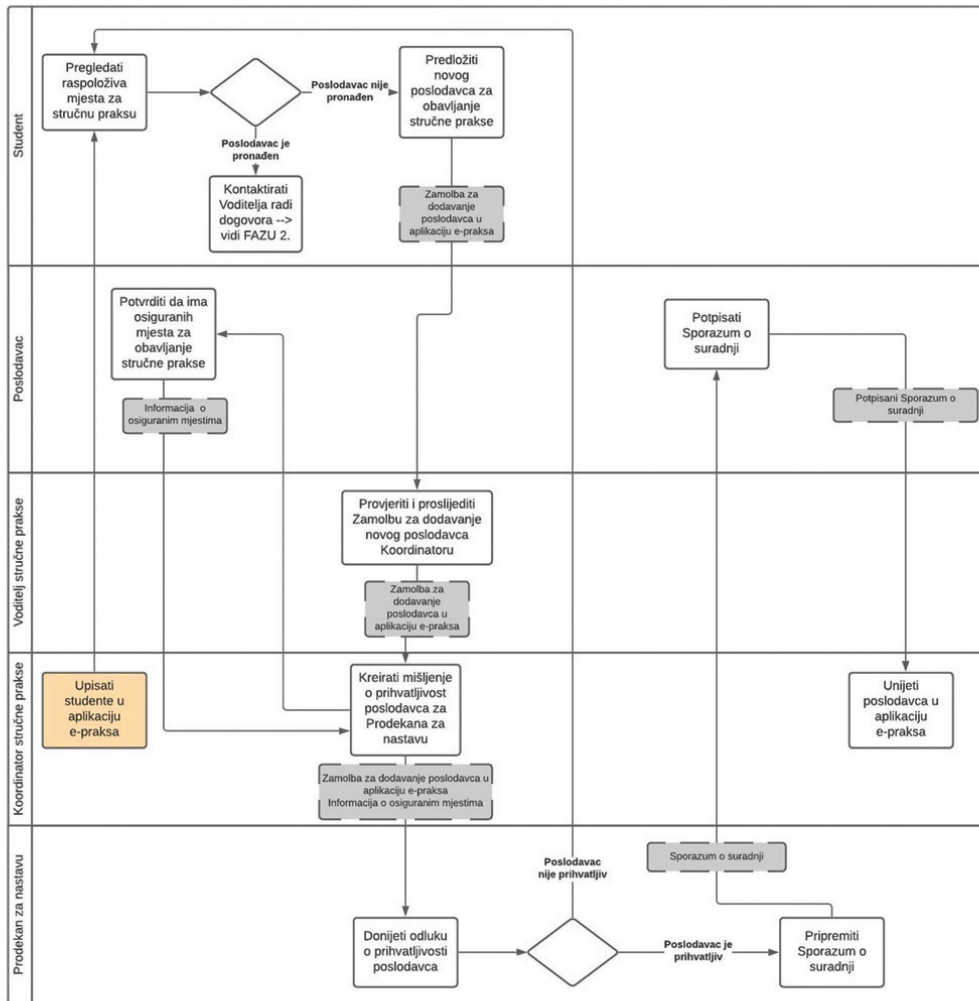 Student
Pregledati
raspoloživa
mjesta za
stručnu praksu
Poslodavac nije
pronađen
Predložiti
novog
poslodavca za
obavljanje
stručne prakse
Poslodavac je
pronađen
Kontaktirati
Voditelja radi
dogovora -->
vidi FAZU 2.
Zamolba za
dodavanje
poslodavca u
aplikaciju e-praksa
Poslodavac
Potvrditi da ima
osiguranih
mjesta za
obavljanje
stručne prakse
Informacija o
osiguranim mjestima
Potpisati
Sporazum o
suradnji
Potpisani Sporazum o
suradnji
Voditelj stručne prakse
Provjeriti i proslijediti
Zamolbu za dodavanje
novog poslodavca
Koordinatoru
Zamolba za
dodavanje
poslodavca u
aplikaciju e-praksa
Koordinator stručne prakse
Upisati
studente u
aplikaciju
e-praksa
Kreirati mišljenje
o prihvatljivost
poslodavca za
Prodekana za
nastavu
Zamolba za dodavanje poslodavca u
aplikaciju e-praksa
Informacija o osiguranim mjestima
Unijeti
poslodavca u
aplikaciju
e-praksa
Prodekan za nastavu
Donijeti odluku
o prihvatljivosti
poslodavca
Poslodavac
nije prihvatljiv
Poslodavac je
prihvatljiv
Sporazum o suradnji
Pripremiti
Sporazum o
suradnji